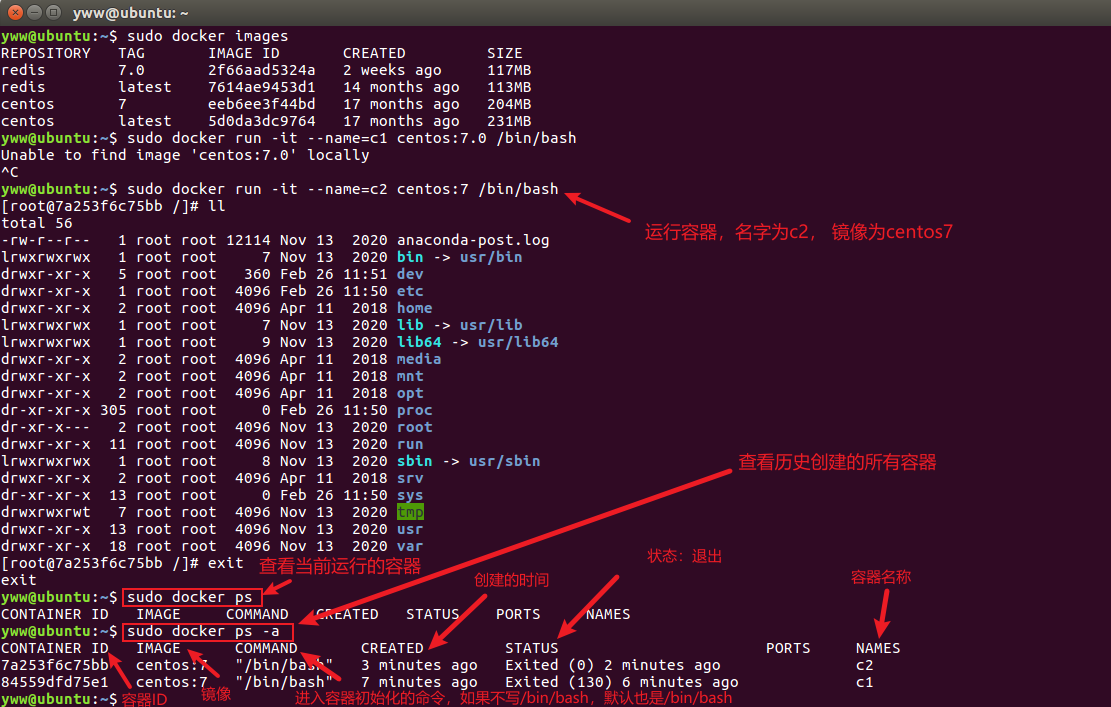 yww@ubuntu: ~
yww@ubuntu:~$ sudo docker images
REPOSITORY TAG IMAGE ID CREATED SIZE
redis 7.0 2f66aad5324a 2 weeks ago 117MB
redis latest 7614ae9453d1 14 months ago 113MB
centos 7 eeb6ee3f44bd 17 months ago 204MB
centos latest 5d0da3dc9764 17 months ago 231MB
yww@ubuntu:~$ sudo docker run -it --name=c1 centos:7.0 /bin/bash
Unable to find image 'centos:7.0' locally
^C
yww@ubuntu:~$ sudo docker run -it --name=c2 centos:7 /bin/bash
[root@7a253f6c75bb /]# ll
total 56
运行容器，名字为c2， 镜像为centos7
-rw-r--r-- 1 root root 12114 Nov 13 2020 anaconda-post.log
lrwxrwxrwx 1 root root 7 Nov 13 2020 bin -> usr/bin
drwxr-xr-x 5 root root 360 Feb 26 11:51 dev
drwxr-xr-x 1 root root 4096 Feb 26 11:50 etc
drwxr-xr-x 2 root root 4096 Apr 11 2018 home
lrwxrwxrwx 1 root root 7 Nov 13 2020 lib -> usr/lib
lrwxrwxrwx 1 root root 9 Nov 13 2020 lib64 -> usr/lib64
drwxr-xr-x 2 root root 4096 Apr 11 2018 media
drwxr-xr-x 2 root root 4096 Apr 11 2018 mnt
drwxr-xr-x 2 root root 4096 Apr 11 2018 opt
dr-xr-xr-x 305 root root 0 Feb 26 11:50 proc
dr-xr-x--- 2 root root 4096 Nov 13 2020 root
drwxr-xr-x 11 root root 4096 Nov 13 2020 run
lrwxrwxrwx 1 root root 8 Nov 13 2020 sbin -> usr/sbin
查看历史创建的所有容器
drwxr-xr-x 2 root root 4096 Apr 11 2018 srv
dr-xr-xr-x 13 root root 0 Feb 26 11:50 sys
drwxrwxrwt 7 root root 4096 Nov 13 2020 tmp
drwxr-xr-x 13 root root 4096 Nov 13 2020 usr
drwxr-xr-x 18 root root 4096 Nov 13 2020 var
状态：退出
[root@7a253f6c75bb /]# exit
查看当前运行的容器
exit
创建的时间
容器名称
yww@ubuntu:~$ sudo docker ps
CONTAINER ID IMAGE COMMAND CREATED STATUS PORTS NAMES
yww@ubuntu:~$ sudo docker ps -a
CONTAINER ID IMAGE COMMAND CREATED STATUS PORTS NAMES
7a253f6c75bb centos:7 "/bin/bash" 3 minutes ago Exited (0) 2 minutes ago c2
84559dfd75e1 centos:7 "/bin/bash" 7 minutes ago Exited (130) 6 minutes ago c1
yww@ubuntu:~$
容器ID
镜像
进入容器初始化的命令，如果不写/bin/bash，默认也是/bin/bash